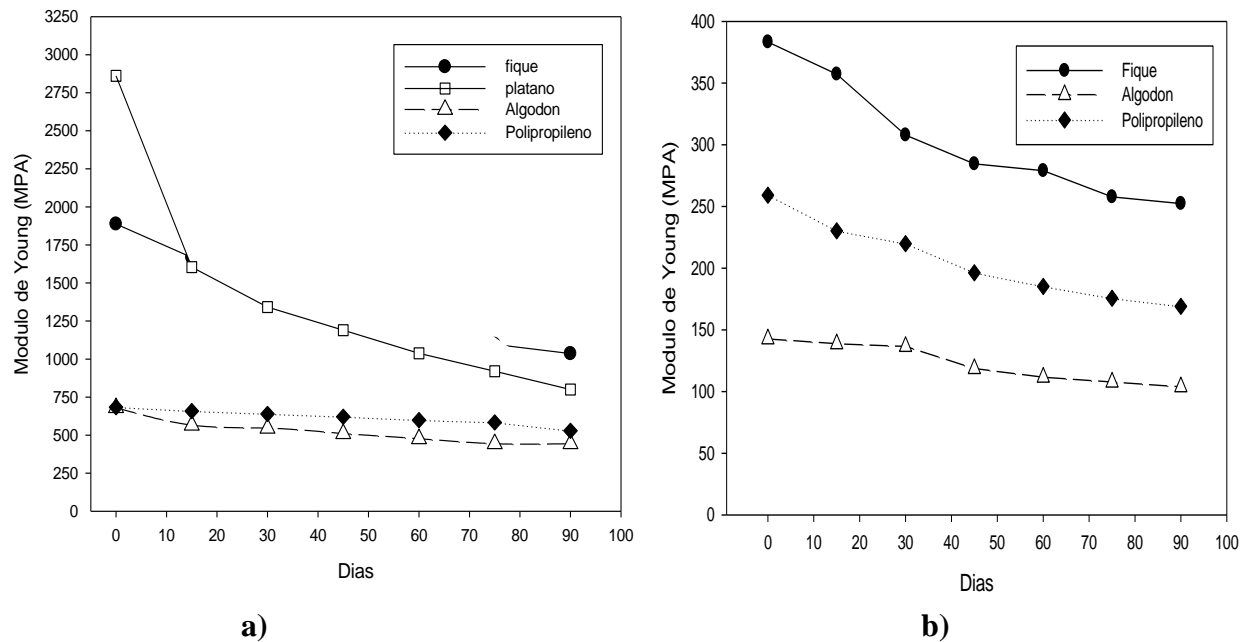 3250
3000
2750
2500
2250
2000
1750
1500
1250
1000
750
500
250
0
Modulo de Young (MPA)
fique
platano
Algodon
Polipropileno
0 10 20 30 40 50 60 70 80 90 100
Dias
a)
400
350
300
250
200
150
100
50
0
Modulo de Young (MPA)
Fique
Algodon
Polipropileno
0 10 20 30 40 50 60 70 80 90 100
Dias
b)